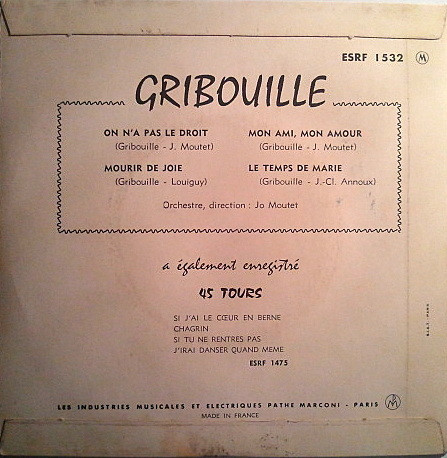 ESRF 1532 M
GRIBOUILLE
ON N'A PAS LE DROIT
(Gribouille - J. Moutet)
MON AMI, MON AMOUR
(Gribouille - J. Moutet)
MOURIR DE JOIE
(Gribouille - Louiguy)
LE TEMPS DE MARIE
(Gribouille - J.-Cl. Annoux)
Orchestre, direction : Jo Moutet
a également enregistré
45 TOURS
SI J'AI LE CŒUR EN BERNE
CHAGRIN
SI TU NE RENTRES PAS
J'IRAI DANSER QUAND MEME
ESRF 1475
LES INDUSTRIES MUSICALES ET ELECTRIQUES PATHE MARCONI - PARIS
MADE IN FRANCE